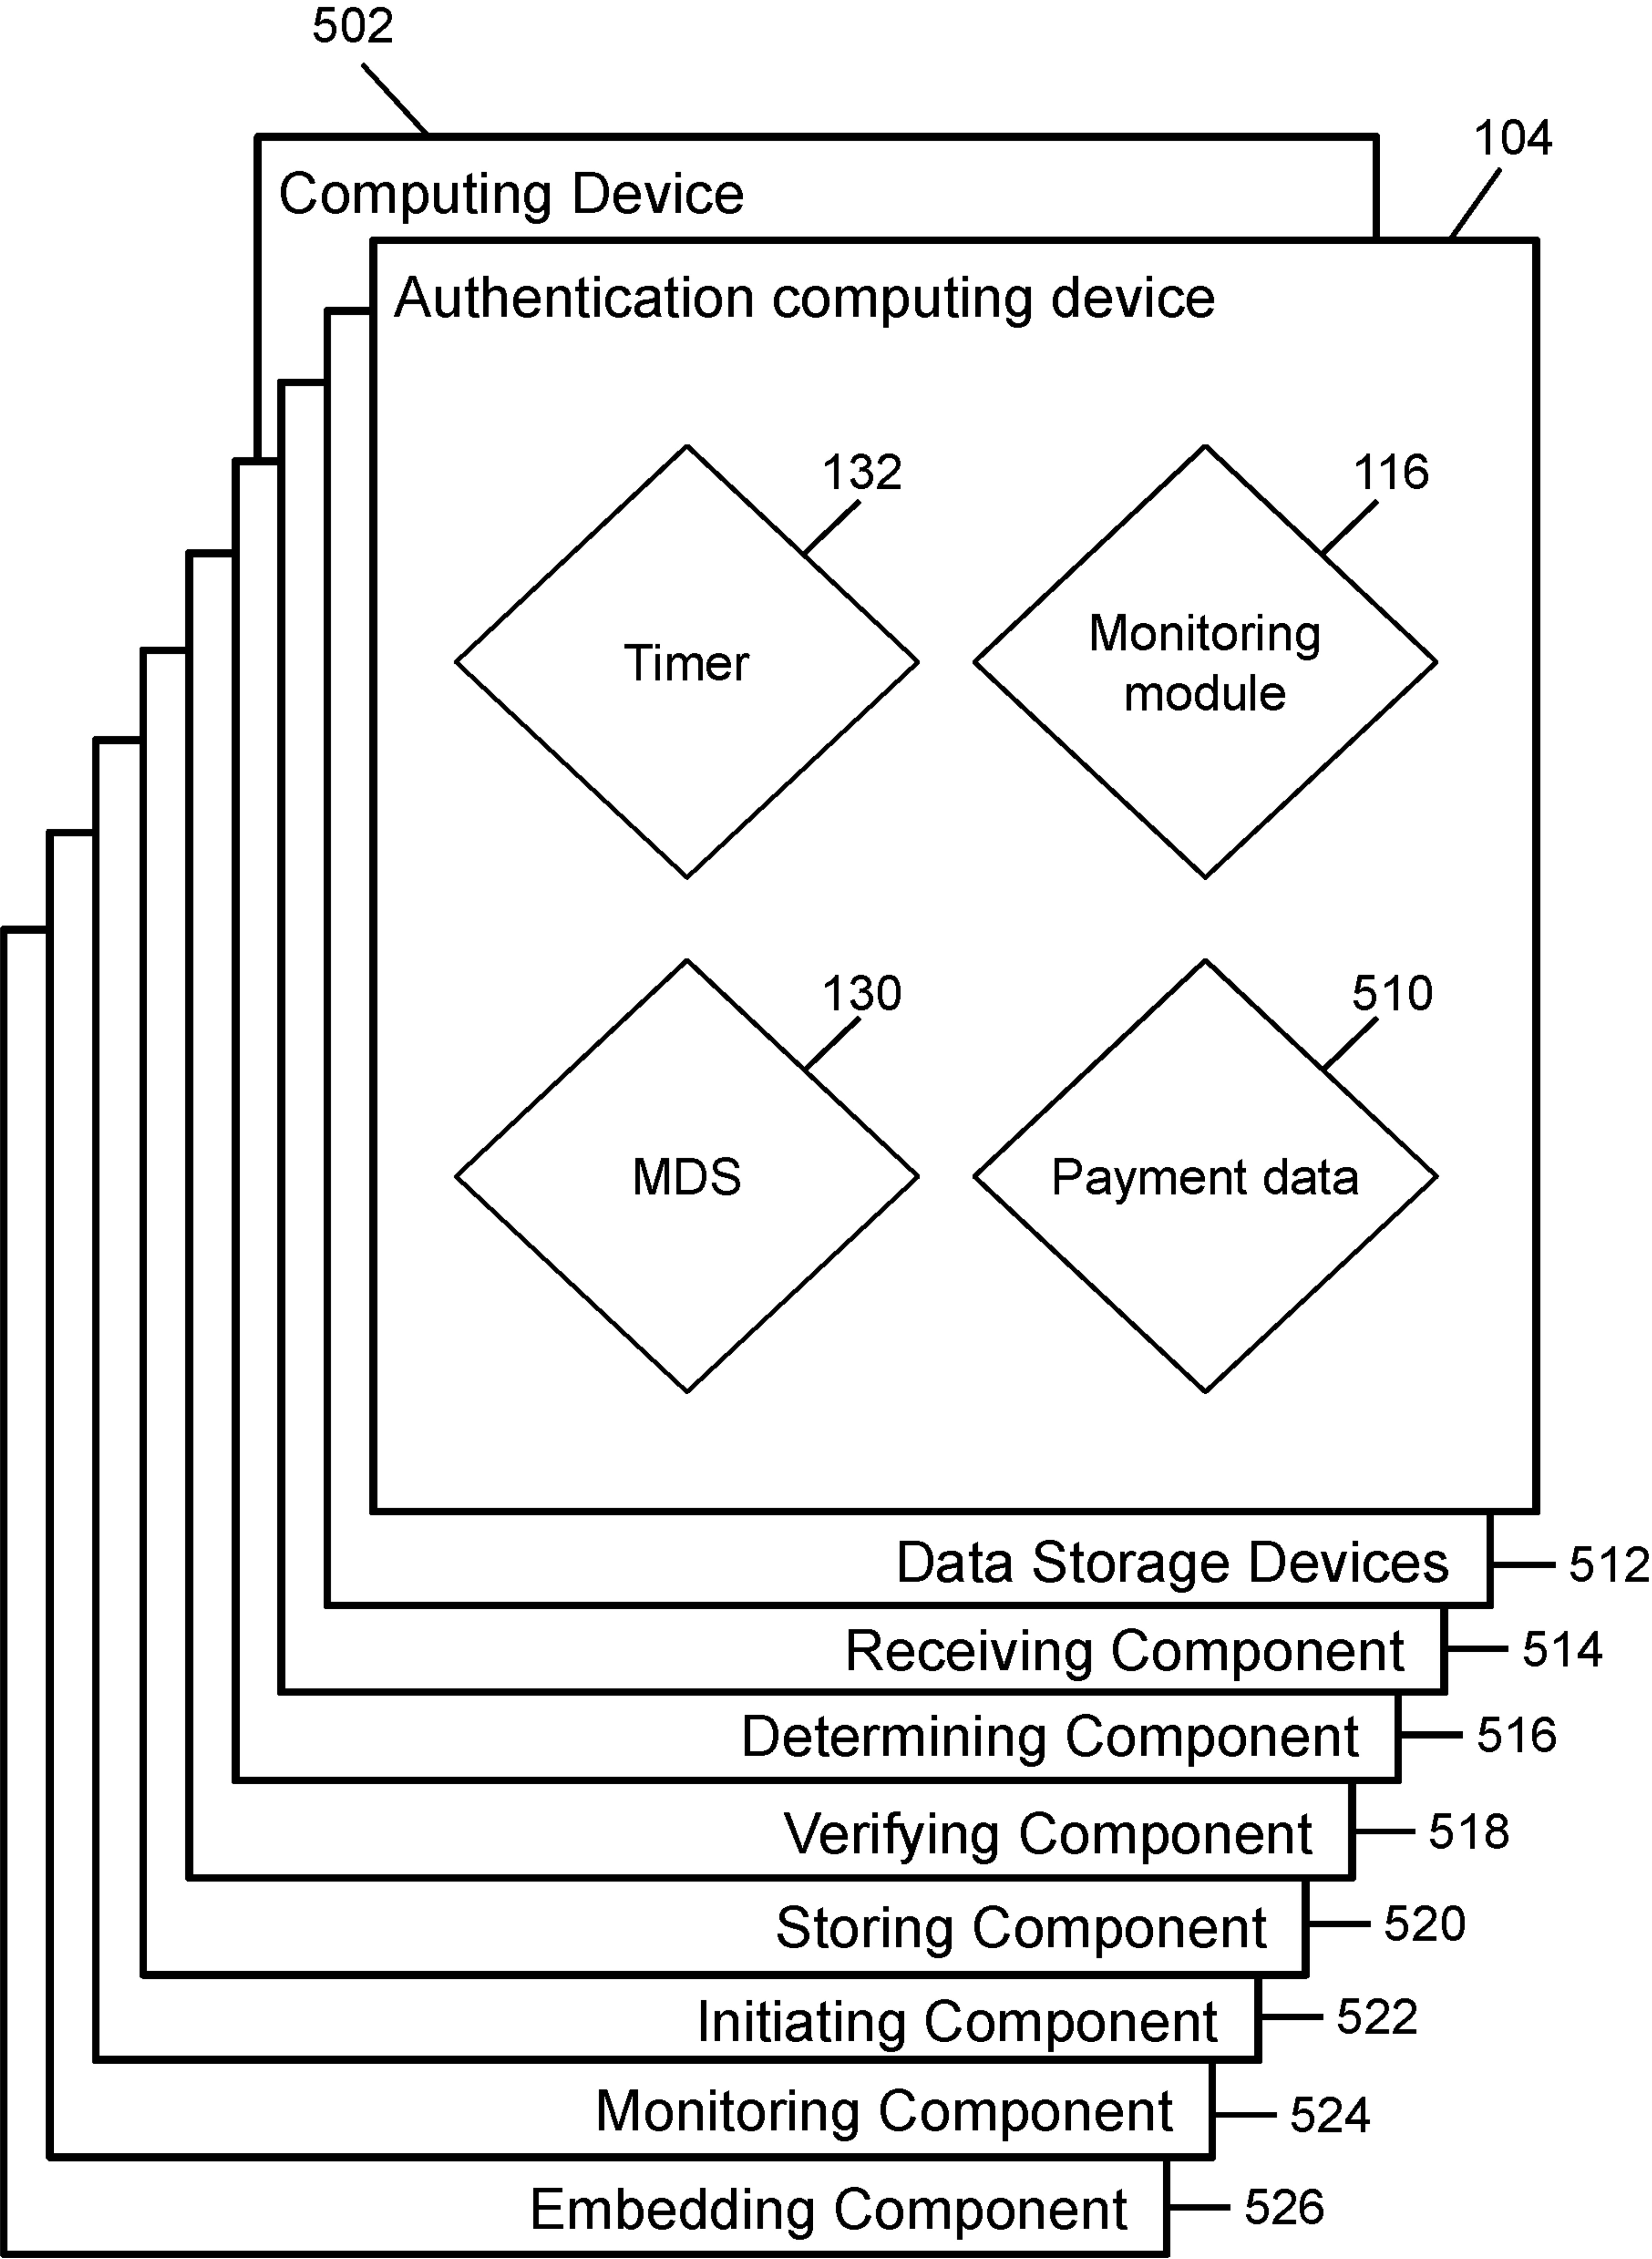 502
104
Computing Device
Authentication computing device
132
116
Timer
Monitoring
module
130
510
MDS
Payment data
Data Storage Devices
512
Receiving Component
514
Determining Component
516
Verifying Component
518
Storing Component
520
Initiating Component
522
Monitoring Component
524
Embedding Component
526